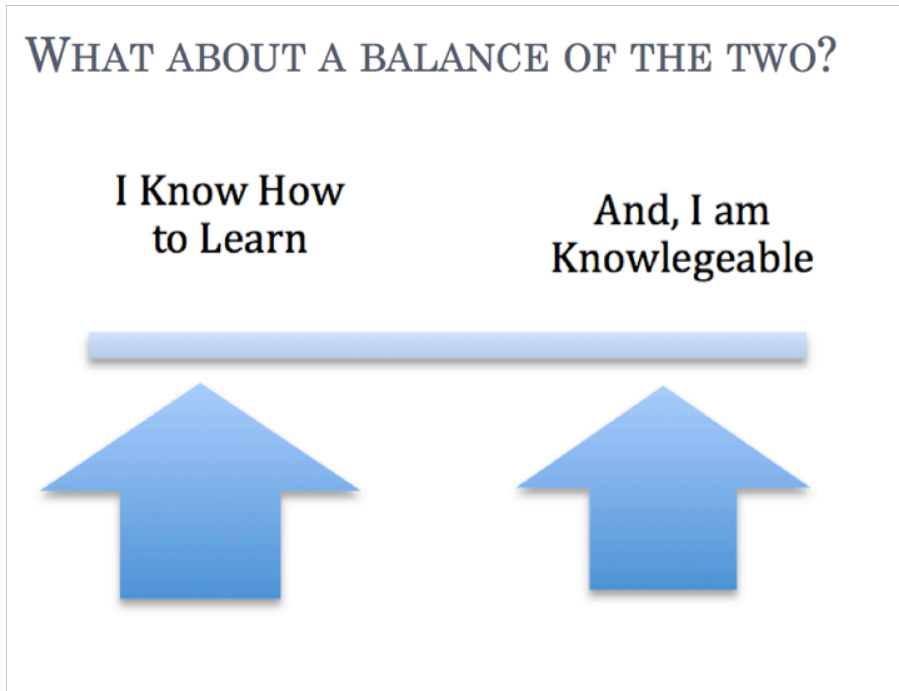 WHAT ABOUT A BALANCE OF THE TWO?
I Know How
to Learn
And, I am
Knowlegeable